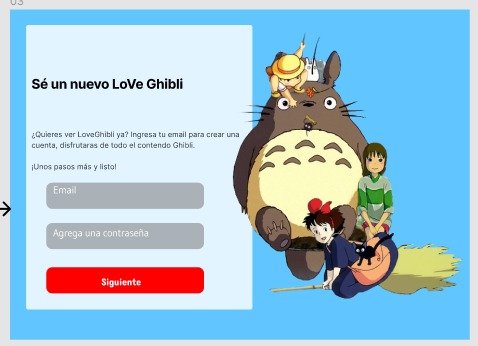 03
Sé un nuevo LoVe Ghibli
¿Quieres ver LoveGhibli ya? Ingresa tu email para crear una
cuenta, disfrutaras de todo el contendo Ghibli.
¡Unos pasos más y listo!
Email
Agrega una contraseña
Siguiente